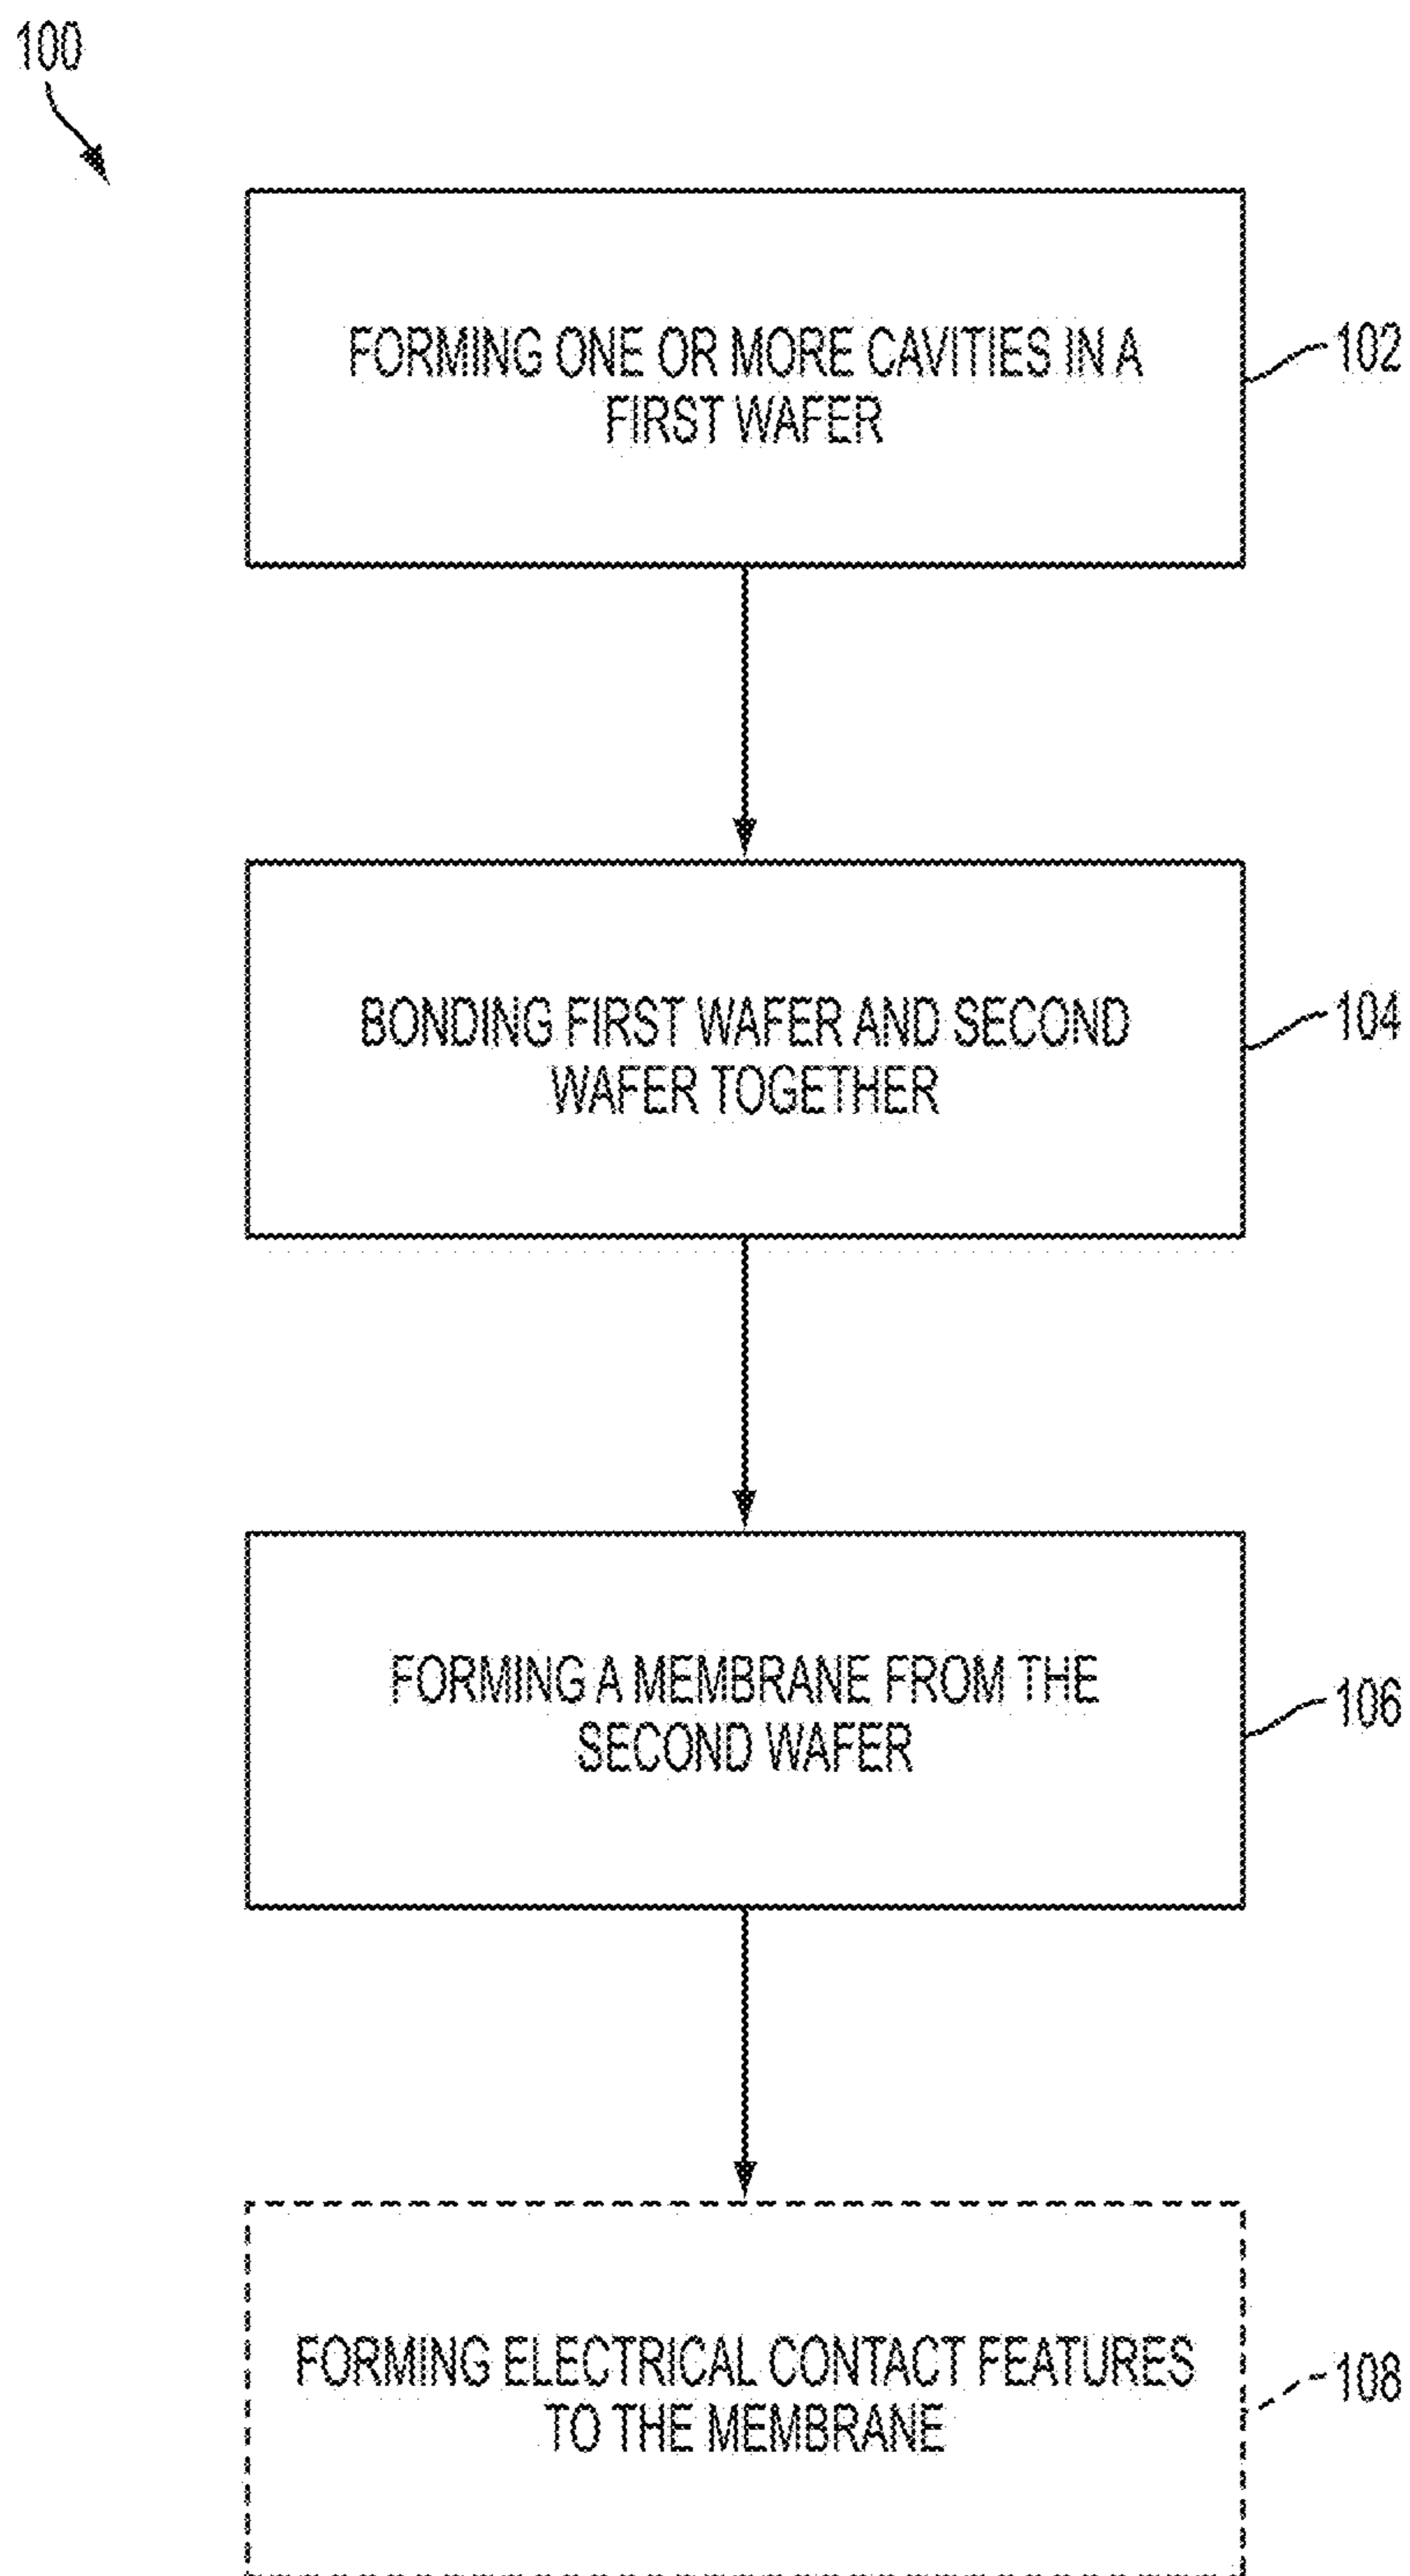 100
FORMING ONE OR MORE CAVITIES IN A
FIRST WAFER
102
BONDING FIRST WAFER AND SECOND
WAFER TOGETHER
104
FORMING A MEMBRANE FROM THE
SECOND WAFER
106
FORMING ELECTRICAL CONTACT FEATURES
TO THE MEMBRANE
108